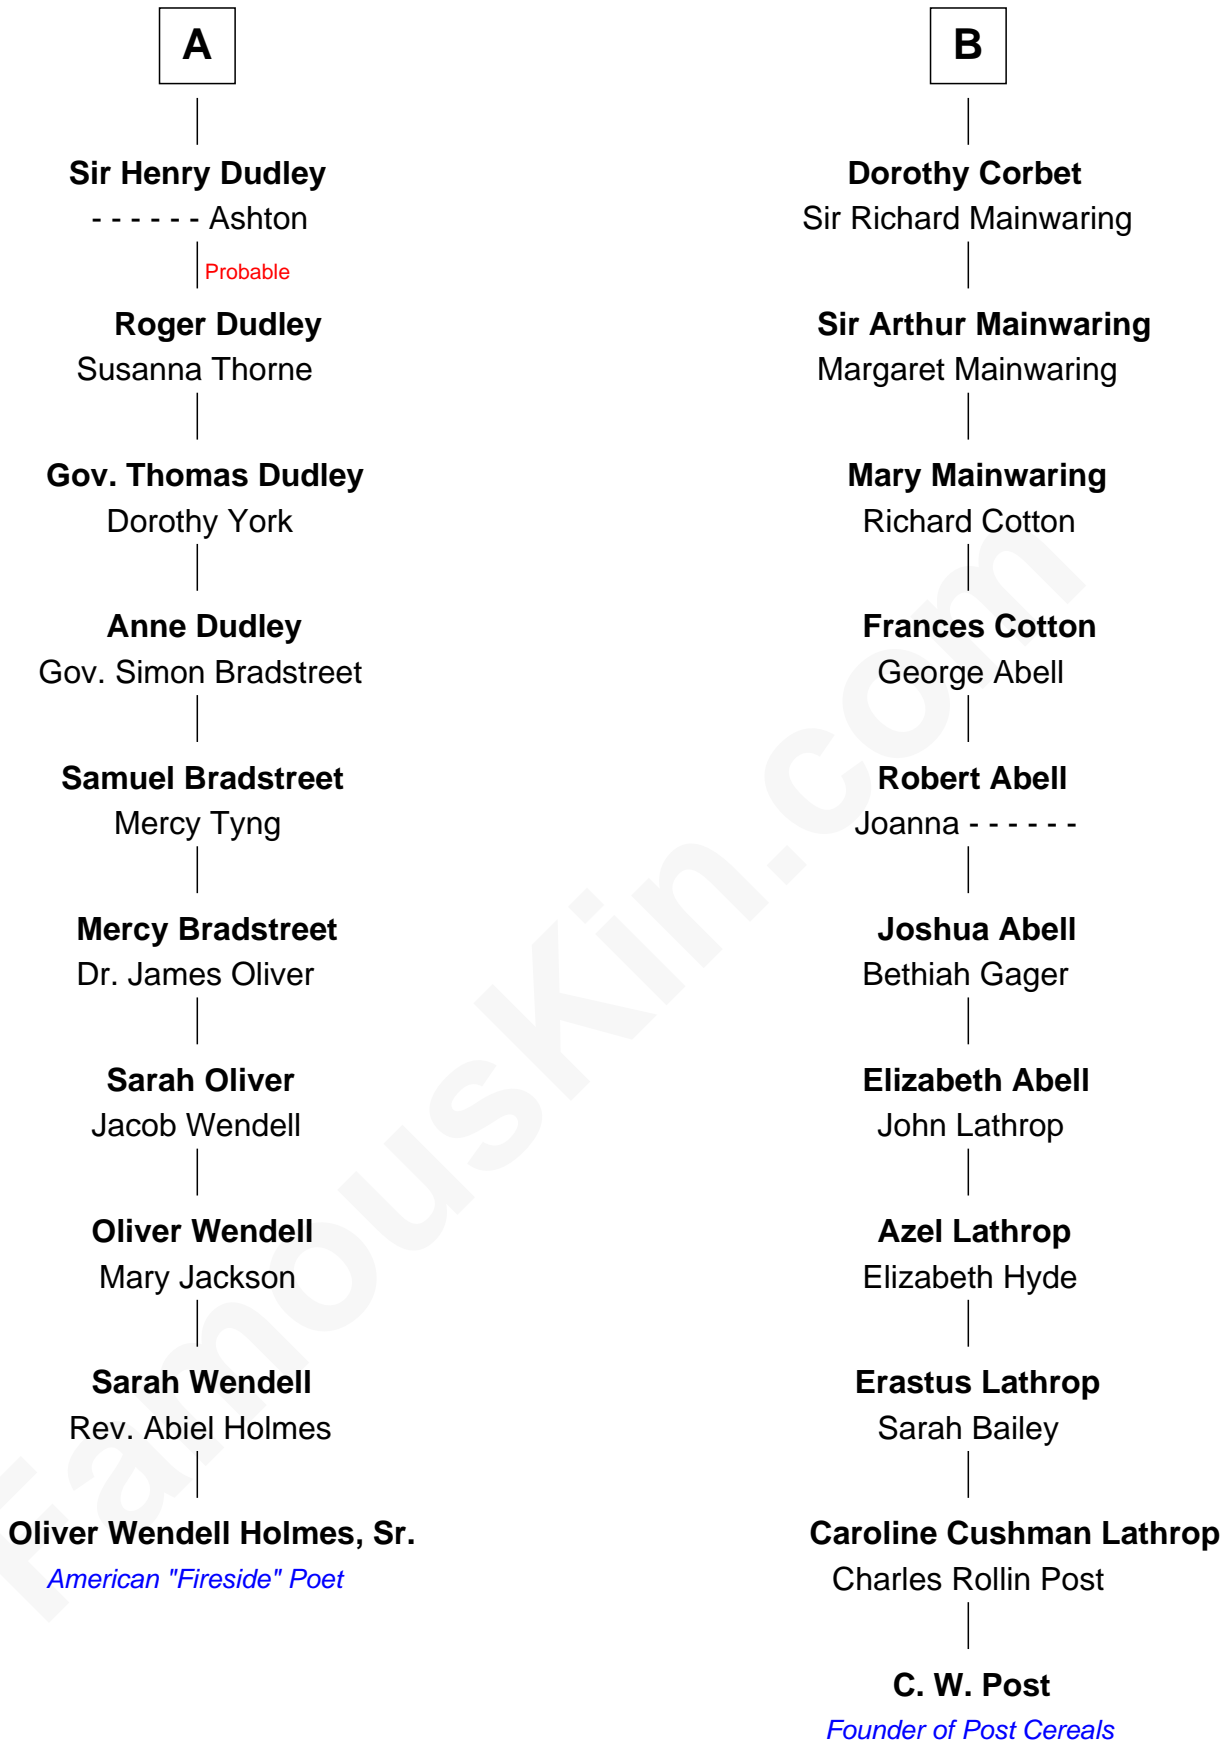 A
Sir Henry Dudley
- - - - - - Ashton
Probable
Roger Dudley
Susanna Thorne
Gov. Thomas Dudley
Dorothy York
Anne Dudley
Gov. Simon Bradstreet
Samuel Bradstreet
Mercy Tyng
Mercy Bradstreet
Dr. James Oliver
Sarah Oliver
Jacob Wendell
Oliver Wendell
Mary Jackson
Sarah Wendell
Rev. Abiel Holmes
Oliver Wendell Holmes, Sr.
American "Fireside" Poet
B
Dorothy Corbet
Sir Richard Mainwaring
Sir Arthur Mainwaring
Margaret Mainwaring
Mary Mainwaring
Richard Cotton
Frances Cotton
George Abell
Robert Abell
Joanna - - - - - -
Joshua Abell
Bethiah Gager
Elizabeth Abell
John Lathrop
Azel Lathrop
Elizabeth Hyde
Erastus Lathrop
Sarah Bailey
Caroline Cushman Lathrop
Charles Rollin Post
C. W. Post
Founder of Post Cereals
FamousKin.com